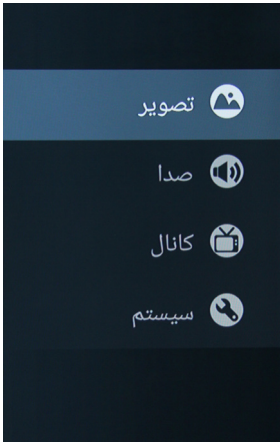 تصویر
صدا
کانال
سیستم